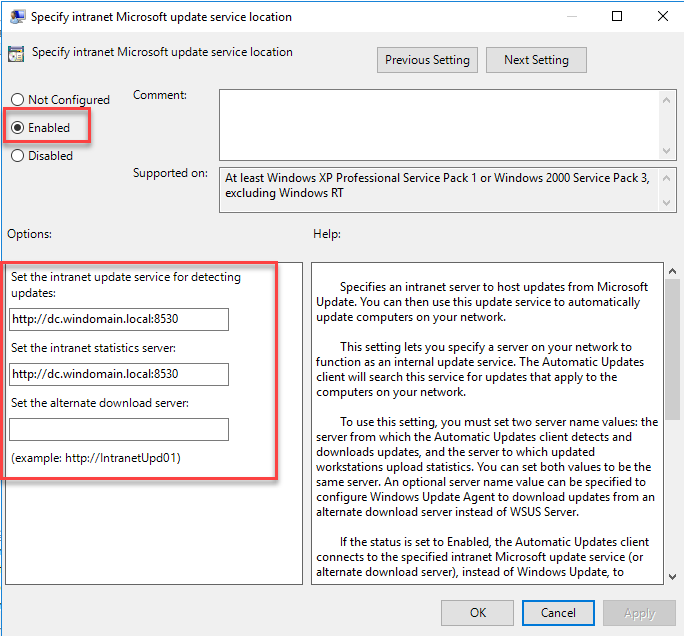 Specify intranet Microsoft update service location
Specify intranet Microsoft update service location
Previous Setting
Next Setting
Not Configured
Enabled
Disabled
Comment:
Supported on:
At least Windows XP Professional Service Pack 1 or Windows 2000 Service Pack 3,
excluding Windows RT
Options:
Help:
Set the intranet update service for detecting
updates:
http://dc.windomain.local:8530
Set the intranet statistics server:
http://dc.windomain.local:8530
Set the alternate download server:
(example: http://IntranetUpd01)
Specifies an intranet server to host updates from Microsoft
Update. You can then use this update service to automatically
update computers on your network.
This setting lets you specify a server on your network to
function as an internal update service. The Automatic Updates
client will search this service for updates that apply to the
computers on your network.
To use this setting, you must set two server name values: the
server from which the Automatic Updates client detects and
downloads updates, and the server to which updated
workstations upload statistics. You can set both values to be the
same server. An optional server name value can be specified to
configure Windows Update Agent to download updates from an
alternate download server instead of WSUS Server.
If the status is set to Enabled, the Automatic Updates client
connects to the specified intranet Microsoft update service (or
alternate download server), instead of Windows Update, to
OK
Cancel
Apply